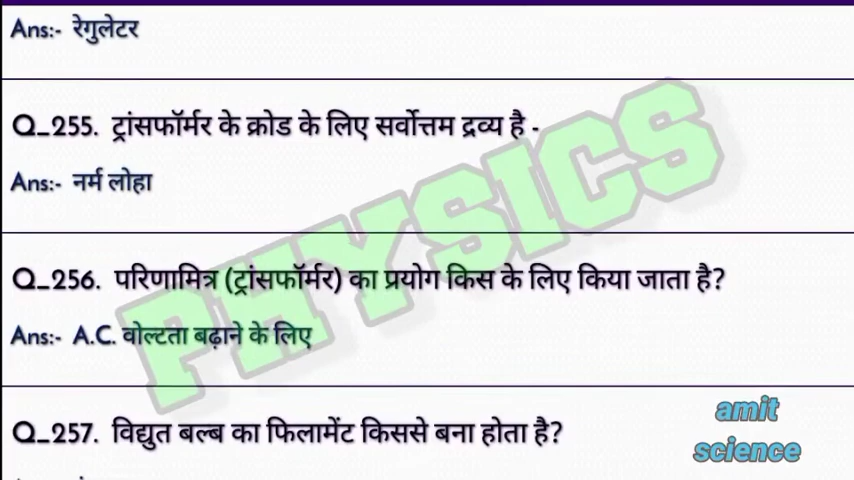 Ans:- रेगुलेटर
Q_255. ट्रांसफॉर्मर के क्रोड के लिए सर्वोत्तम द्रव्य है -
Ans:- नर्म लोहा
PHYSICS
Q_256. परिणामित्र (ट्रांसफॉर्मर) का प्रयोग किस के लिए किया जाता है?
Ans:- A.C. वोल्टता बढ़ाने के लिए
amit
science
Q_257. विद्युत बल्ब का फिलामेंट किससे बना होता है?